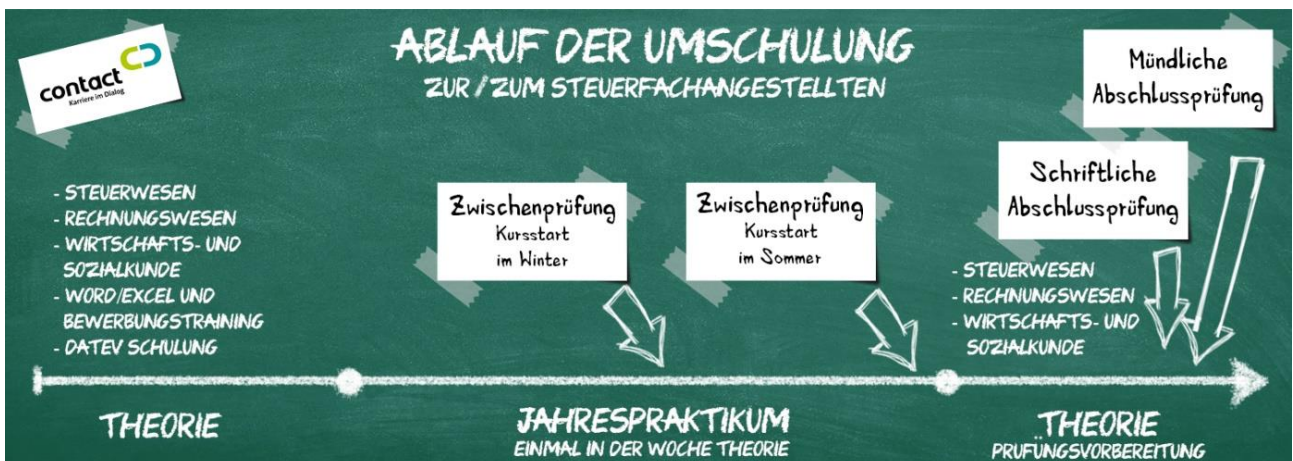 contact
Karriere im Dialog
ABLAUF DER UMSCHULUNG
ZUR / ZUM STEUERFACHANGESTELLTEN
Mündliche
Abschlussprüfung
Schriftliche
Abschlussprüfung
- STEUERWESEN
- RECHNUNGSWESEN
- WIRTSCHAFTS- UND
SOZIALKUNDE
- WORD/EXCEL UND
BEWERBUNGSTRAINING
- DATEV SCHULUNG
Zwischenprüfung
Kursstart
im Winter
Zwischenprüfung
Kursstart
im Sommer
- STEUERWESEN
- RECHNUNGSWESEN
- WIRTSCHAFTS- UND
SOZIALKUNDE
THEORIE
JAHRESPRAKTIKUM
EINMAL IN DER WOCHE THEORIE
THEORIE
PRÜFUNGSVORBEREITUNG